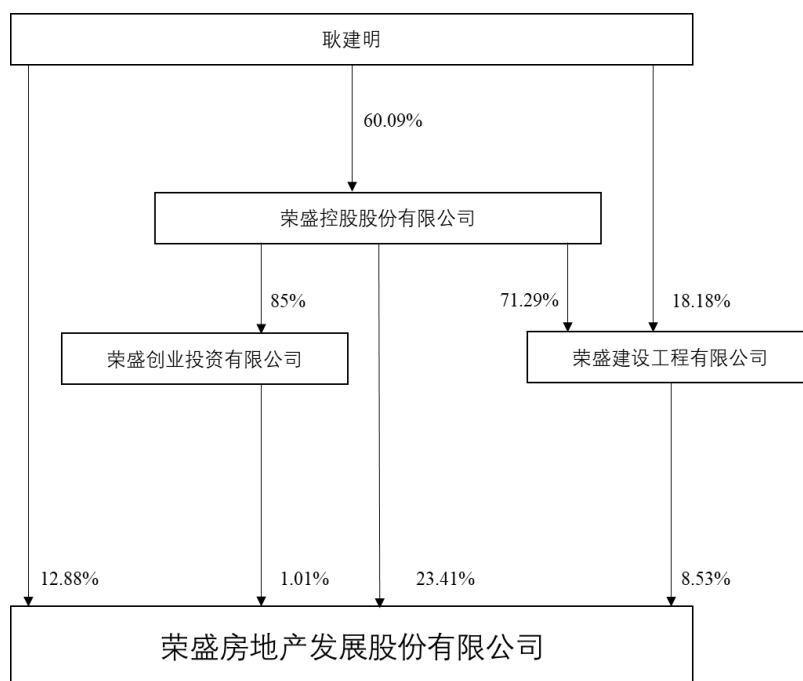 耿建明
60.09%
荣盛控股股份有限公司
85%
71.29%
18.18%
荣盛创业投资有限公司
荣盛建设工程有限公司
12.88%
1.01%
23.41%
8.53%
荣盛房地产发展股份有限公司